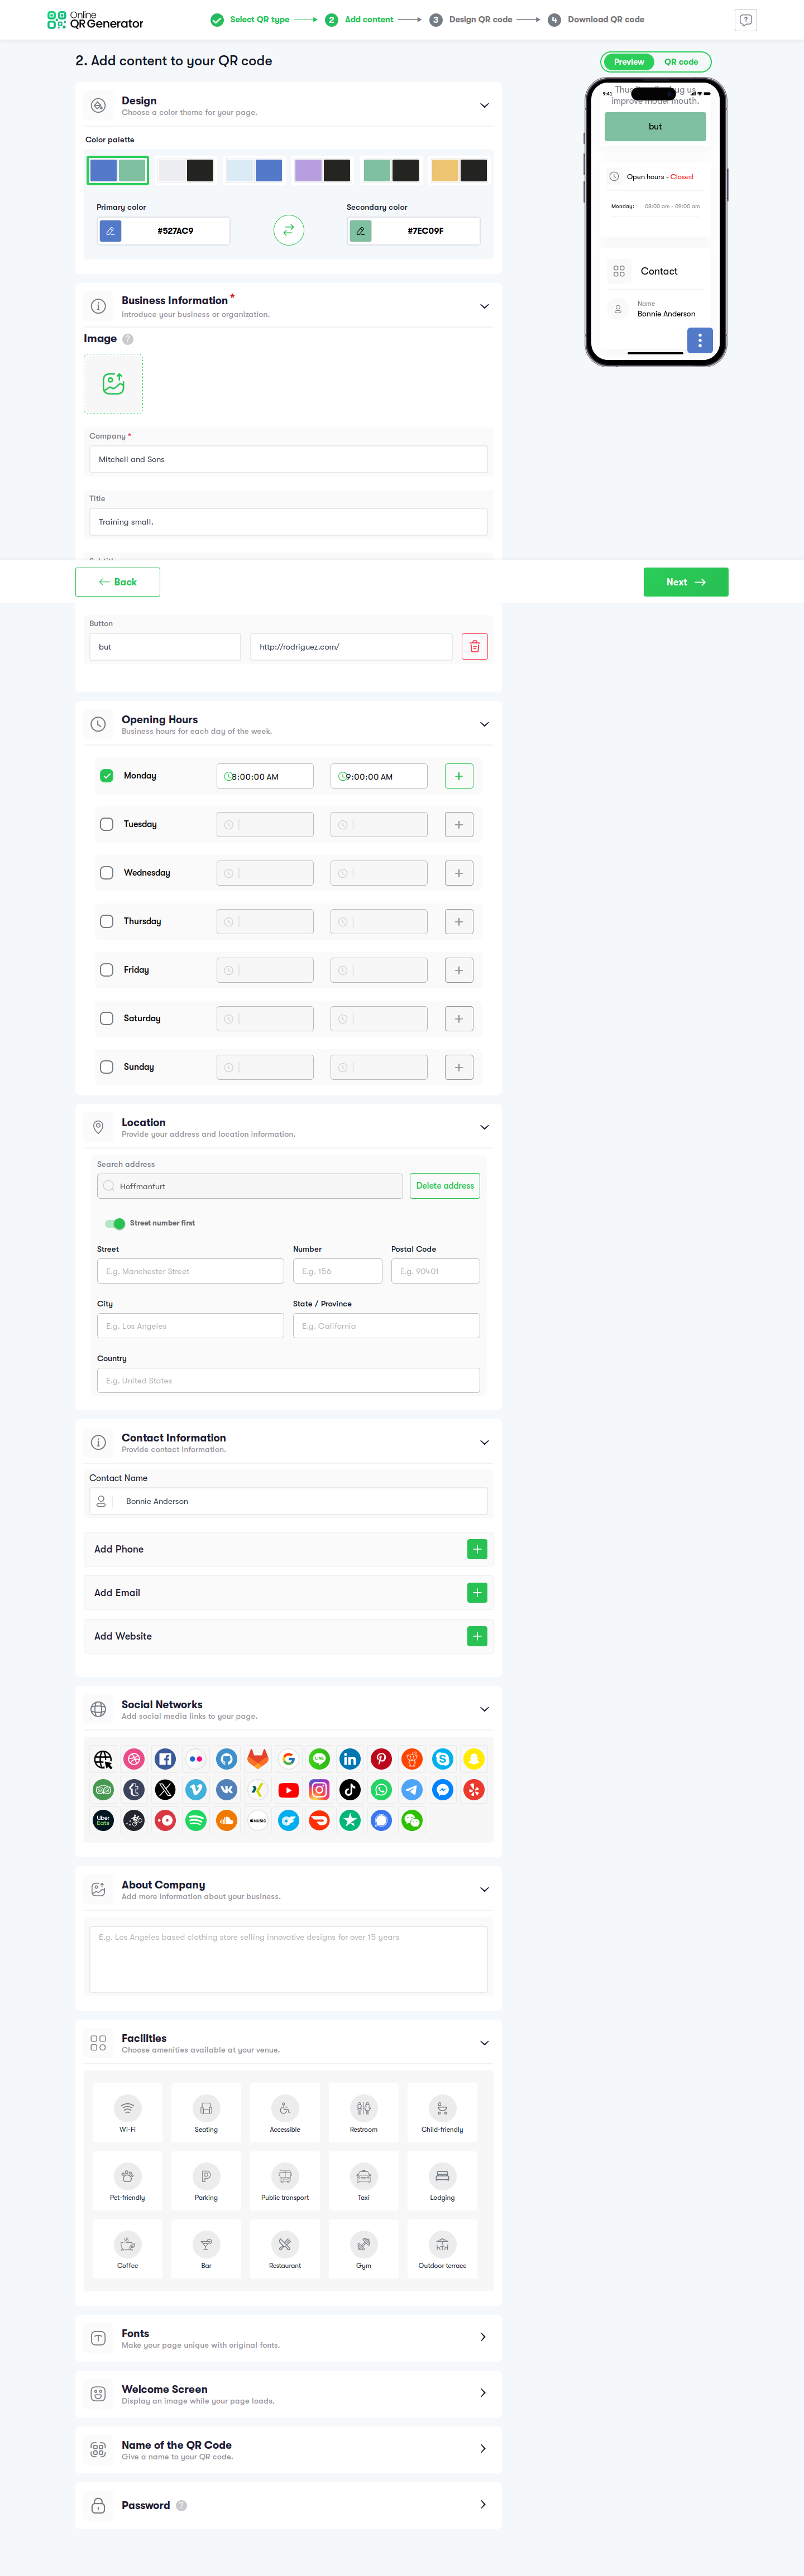 Online
QR Generator
Select QR type
2 Add content
3 Design QR code
4 Download QR code
2. Add content to your QR code
Preview
QR code
Design
Choose a color theme for your page.
Color palette
Primary color
Secondary color
#527AC9
#7EC09F
9:41
improve model mouth.
but
Open hours - Closed
Monday: 08:00 am - 09:00 am
Contact
Name
Bonnie Anderson
Business Information *
Introduce your business or organization.
Image ?
Company *
Mitchell and Sons
Title
Training small.
Back
Next
Button
but
http://rodriguez.com/
Opening Hours
Business hours for each day of the week.
Monday
8:00:00 AM
9:00:00 AM
+
Tuesday
+
Wednesday
+
Thursday
+
Friday
+
Saturday
+
Sunday
+
Location
Provide your address and location information.
Search address
Hoffmanfurt
Delete address
Street number first
Street
Number
Postal Code
E.g. Manchester Street
E.g. 156
E.g. 90401
City
State / Province
E.g. Los Angeles
E.g. California
Country
E.g. United States
Contact Information
Provide contact information.
Contact Name
Bonnie Anderson
Add Phone
Add Email
Add Website
Social Networks
Add social media links to your page.
LINE
Uber
Eats
MUSIC
About Company
Add more information about your business.
E.g. Los Angeles based clothing store selling innovative designs for over 15 years
Facilities
Choose amenities available at your venue.
Wi-Fi
Seating
Accessible
Restroom
Child-friendly
Pet-friendly
Parking
Public transport
Taxi
Lodging
Coffee
Bar
Restaurant
Gym
Outdoor terrace
Fonts
Make your page unique with original fonts.
Welcome Screen
Display an image while your page loads.
Name of the QR Code
Give a name to your QR code.
Password ?